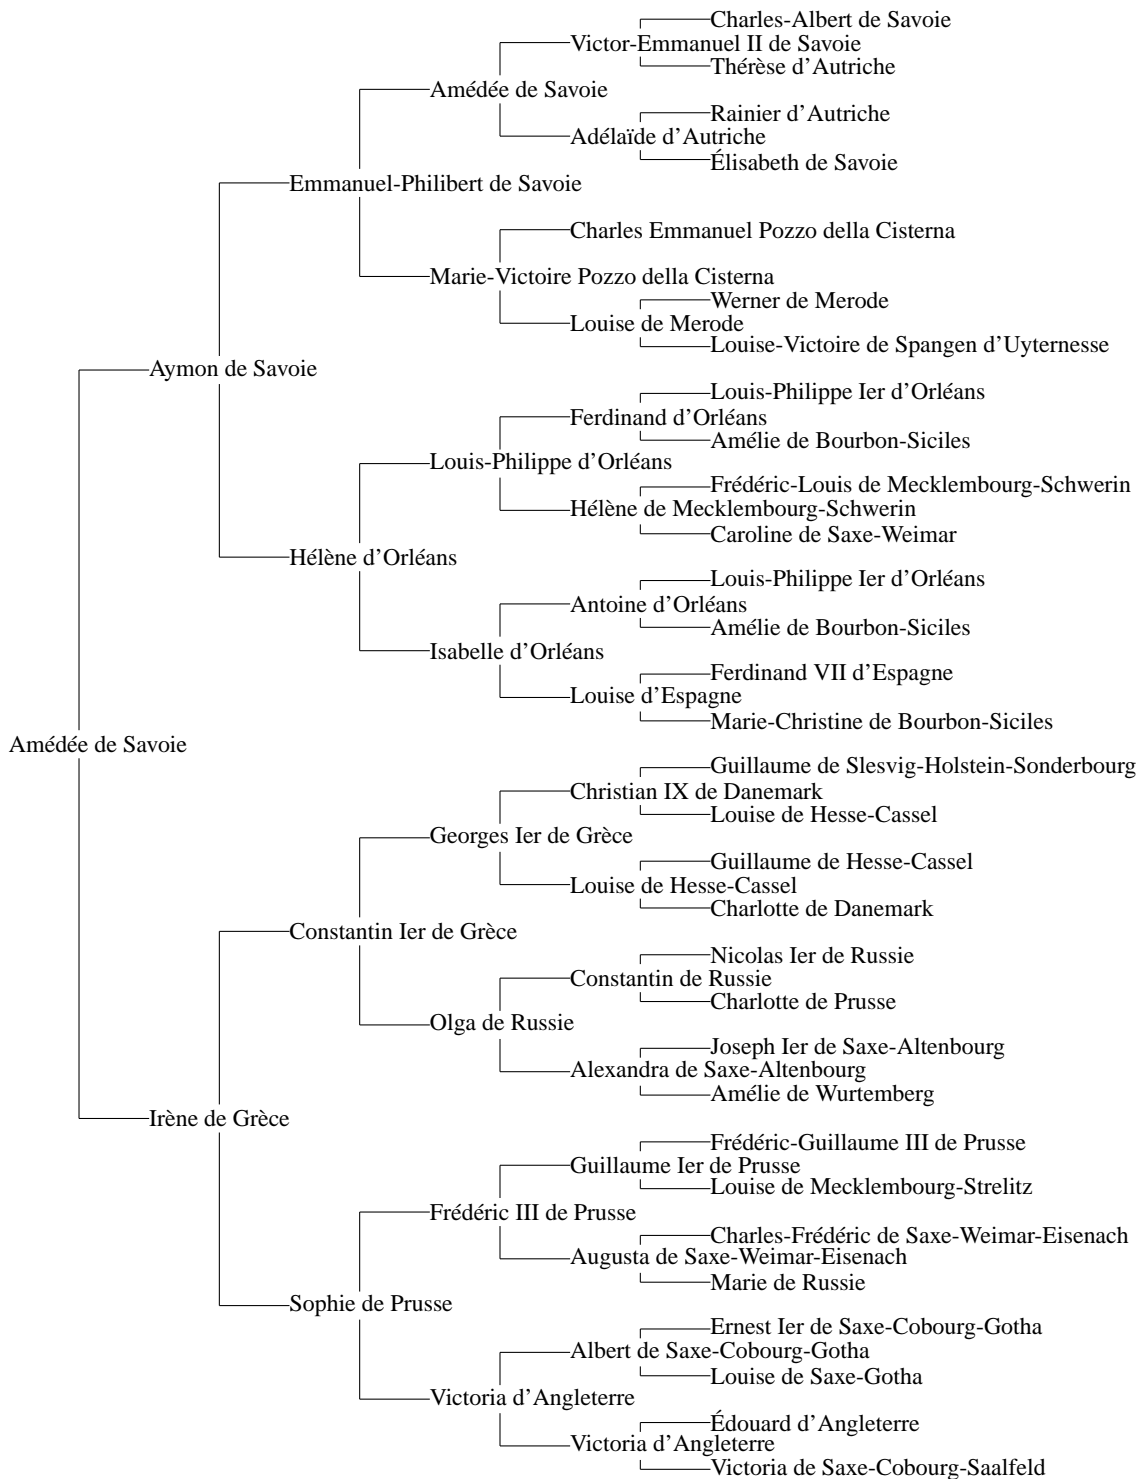 Charles-Albert de Savoie
Victor-Emmanuel II de Savoie
Thérèse d’Autriche
Amédée de Savoie
Rainier d’Autriche
Adélaïde d’Autriche
Élisabeth de Savoie
Emmanuel-Philibert de Savoie
Charles Emmanuel Pozzo della Cisterna
Marie-Victoire Pozzo della Cisterna
Werner de Merode
Louise de Merode
Louise-Victoire de Spangen d’Uyternesse
Aymon de Savoie
Louis-Philippe Ier d’Orléans
Ferdinand d’Orléans
Amélie de Bourbon-Siciles
Louis-Philippe d’Orléans
Frédéric-Louis de Mecklembourg-Schwerin
Hélène de Mecklembourg-Schwerin
Caroline de Saxe-Weimar
Hélène d’Orléans
Louis-Philippe Ier d’Orléans
Antoine d’Orléans
Amélie de Bourbon-Siciles
Isabelle d’Orléans
Ferdinand VII d’Espagne
Louise d’Espagne
Marie-Christine de Bourbon-Siciles
Amédée de Savoie
Guillaume de Slesvig-Holstein-Sonderbourg
Christian IX de Danemark
Louise de Hesse-Cassel
Georges Ier de Grèce
Guillaume de Hesse-Cassel
Louise de Hesse-Cassel
Charlotte de Danemark
Constantin Ier de Grèce
Nicolas Ier de Russie
Constantin de Russie
Charlotte de Prusse
Olga de Russie
Joseph Ier de Saxe-Altenbourg
Alexandra de Saxe-Altenbourg
Amélie de Wurtemberg
Irène de Grèce
Frédéric-Guillaume III de Prusse
Guillaume Ier de Prusse
Louise de Mecklembourg-Strelitz
Frédéric III de Prusse
Charles-Frédéric de Saxe-Weimar-Eisenach
Augusta de Saxe-Weimar-Eisenach
Marie de Russie
Sophie de Prusse
Ernest Ier de Saxe-Cobourg-Gotha
Albert de Saxe-Cobourg-Gotha
Louise de Saxe-Gotha
Victoria d’Angleterre
Édouard d’Angleterre
Victoria d’Angleterre
Victoria de Saxe-Cobourg-Saalfeld